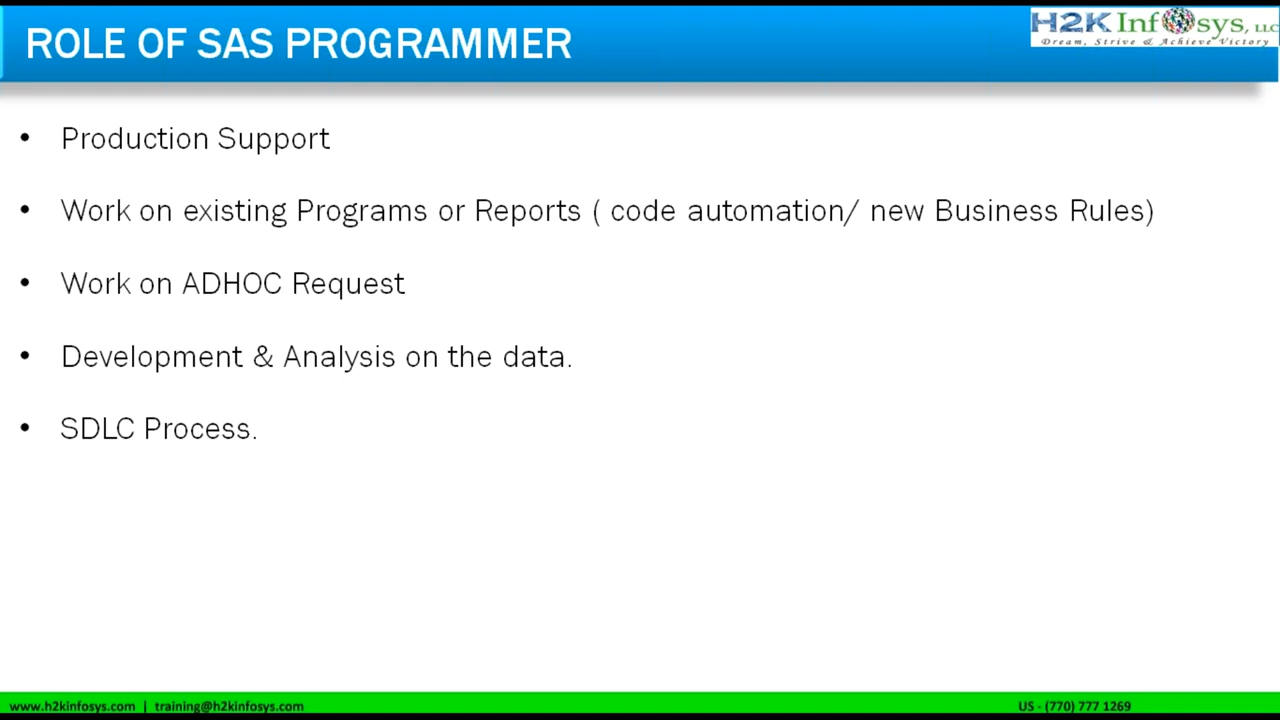 ROLE OF SAS PROGRAMMER
H2K Infosys, LLC
Dream, Strive & Achieve Victory
• Production Support
• Work on existing Programs or Reports ( code automation/ new Business Rules)
• Work on ADHOC Request
• Development & Analysis on the data.
• SDLC Process.
www.h2kinfosys.com | training@h2kinfosys.com
US - (770) 777 1269